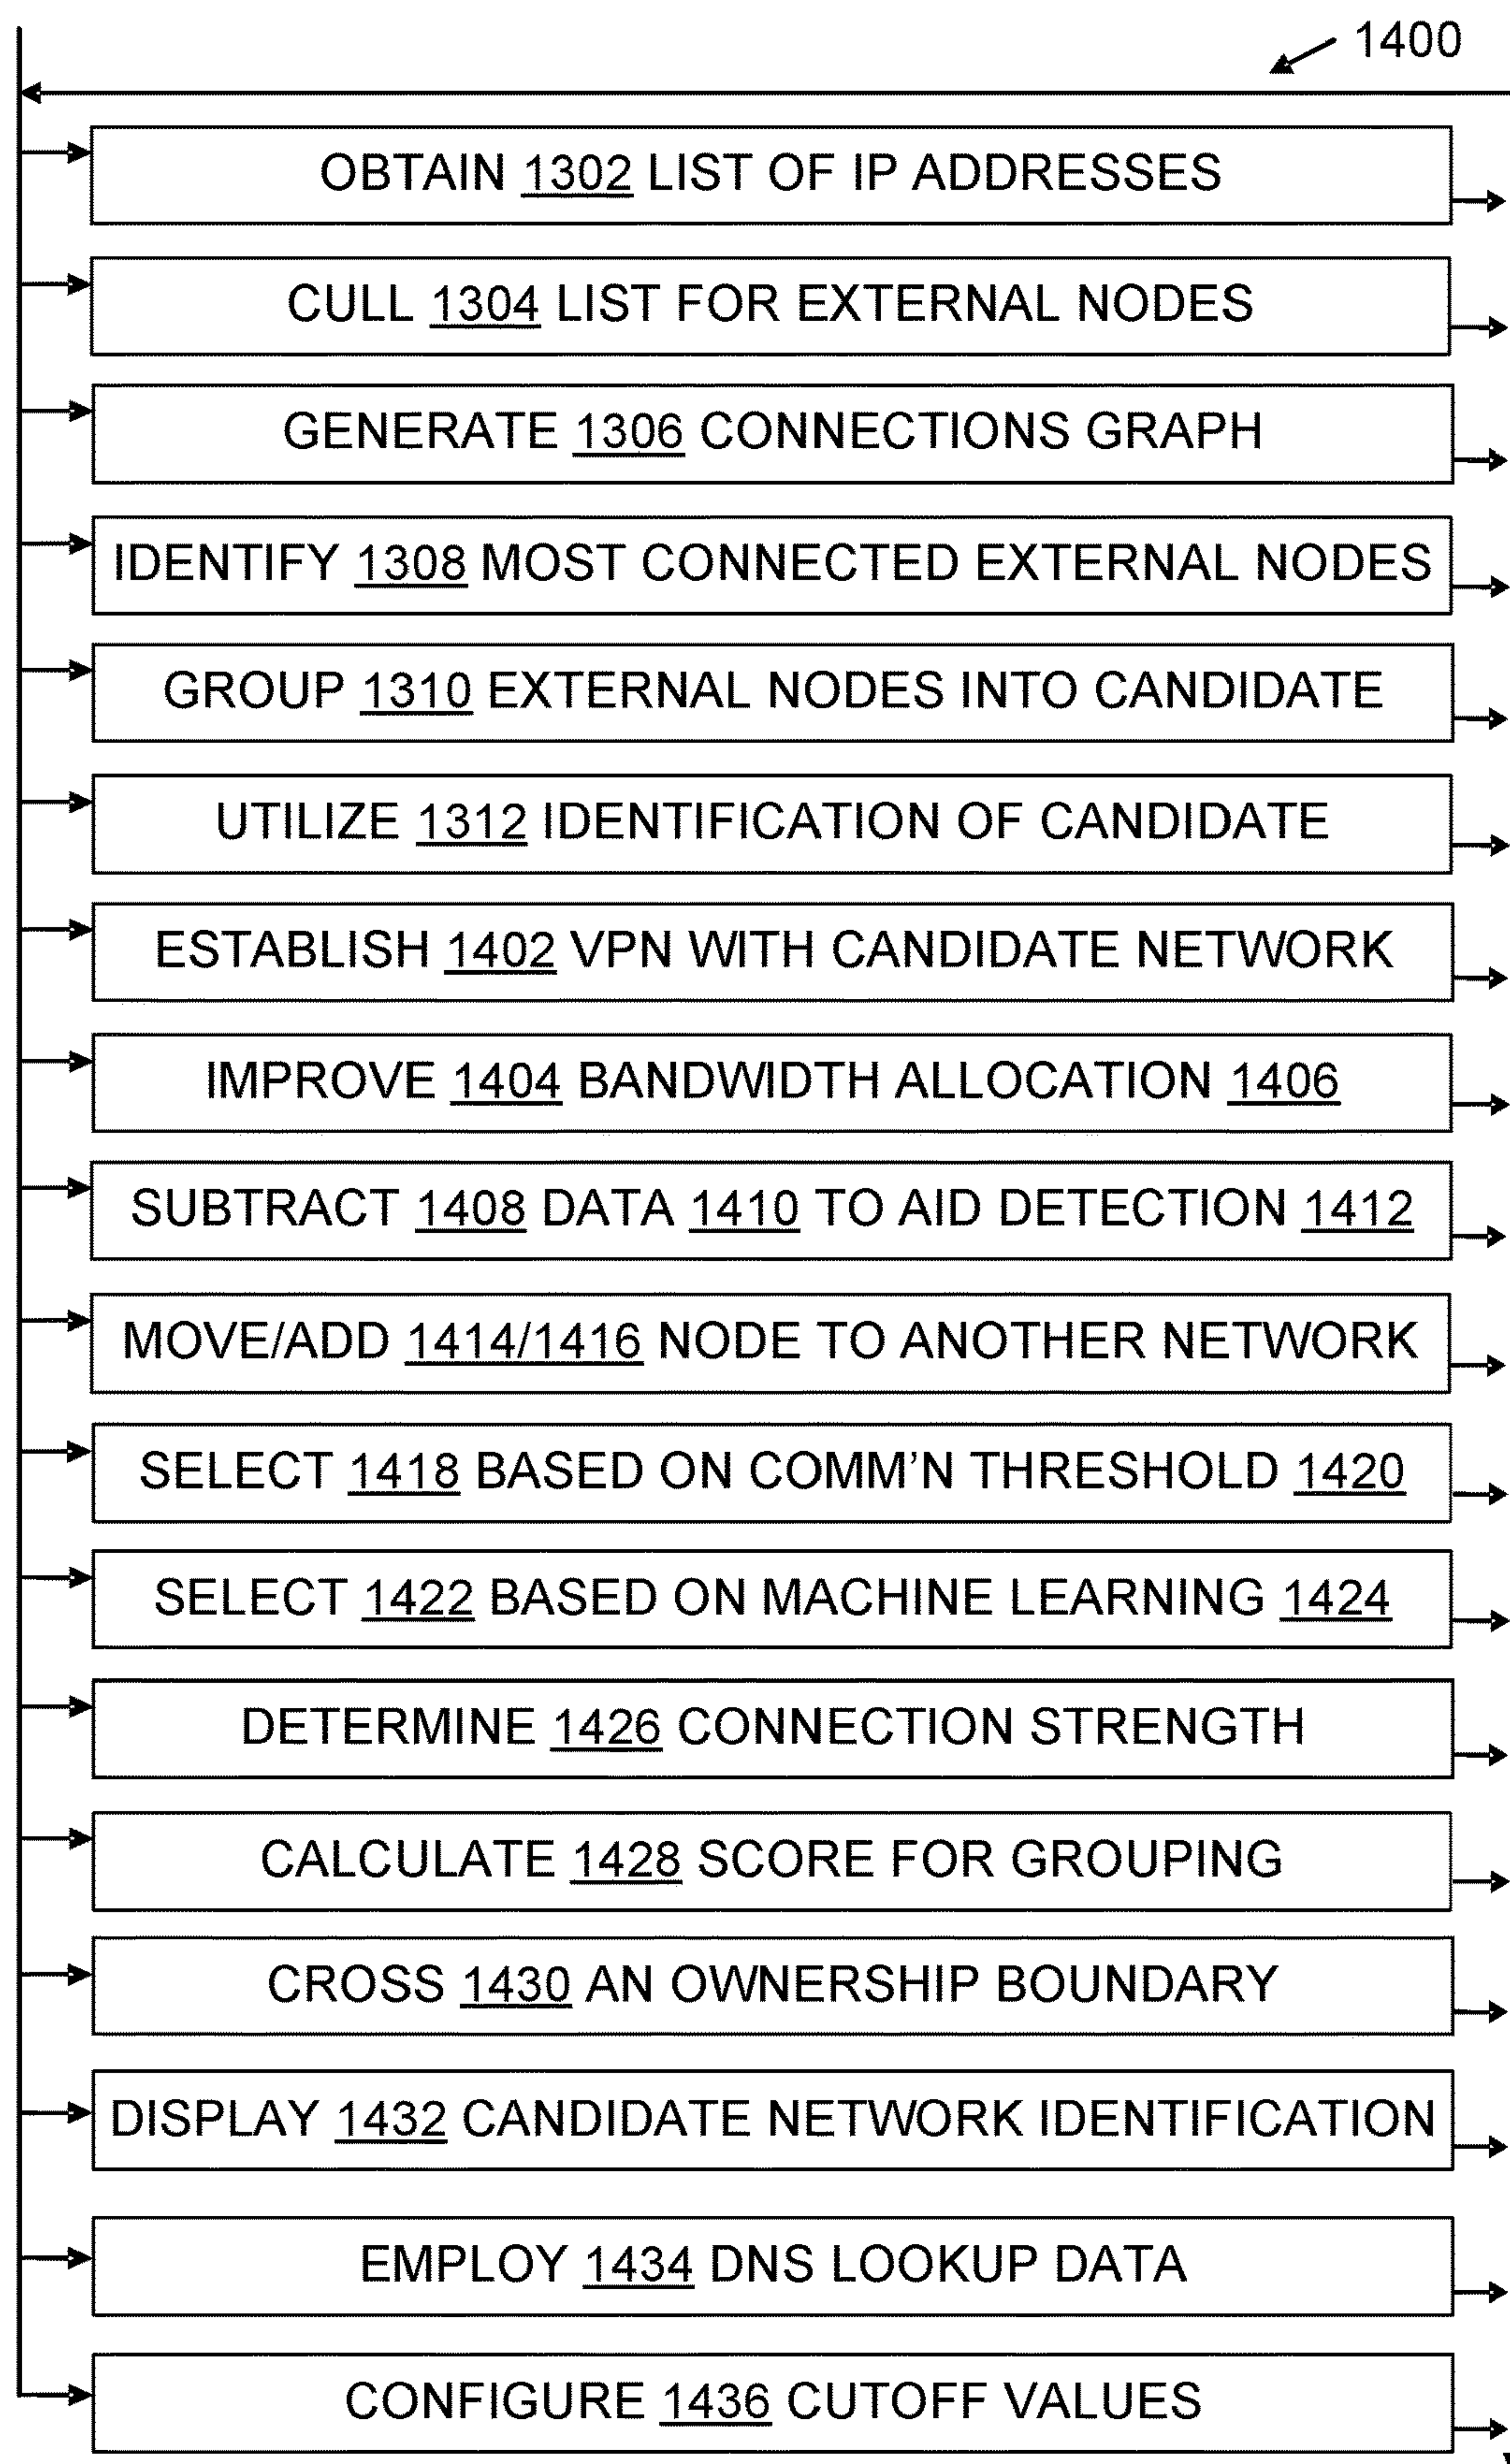 1400
OBTAIN 1302 LIST OF IP ADDRESSES
CULL 1304 LIST FOR EXTERNAL NODES
GENERATE 1306 CONNECTIONS GRAPH
IDENTIFY 1308 MOST CONNECTED EXTERNAL NODES
GROUP 1310 EXTERNAL NODES INTO CANDIDATE
UTILIZE 1312 IDENTIFICATION OF CANDIDATE
ESTABLISH 1402 VPN WITH CANDIDATE NETWORK
IMPROVE 1404 BANDWIDTH ALLOCATION 1406
SUBTRACT 1408 DATA 1410 TO AID DETECTION 1412
MOVE/ADD 1414/1416 NODE TO ANOTHER NETWORK
SELECT 1418 BASED ON COMM’N THRESHOLD 1420
SELECT 1422 BASED ON MACHINE LEARNING 1424
DETERMINE 1426 CONNECTION STRENGTH
CALCULATE 1428 SCORE FOR GROUPING
CROSS 1430 AN OWNERSHIP BOUNDARY
DISPLAY 1432 CANDIDATE NETWORK IDENTIFICATION
EMPLOY 1434 DNS LOOKUP DATA
CONFIGURE 1436 CUTOFF VALUES